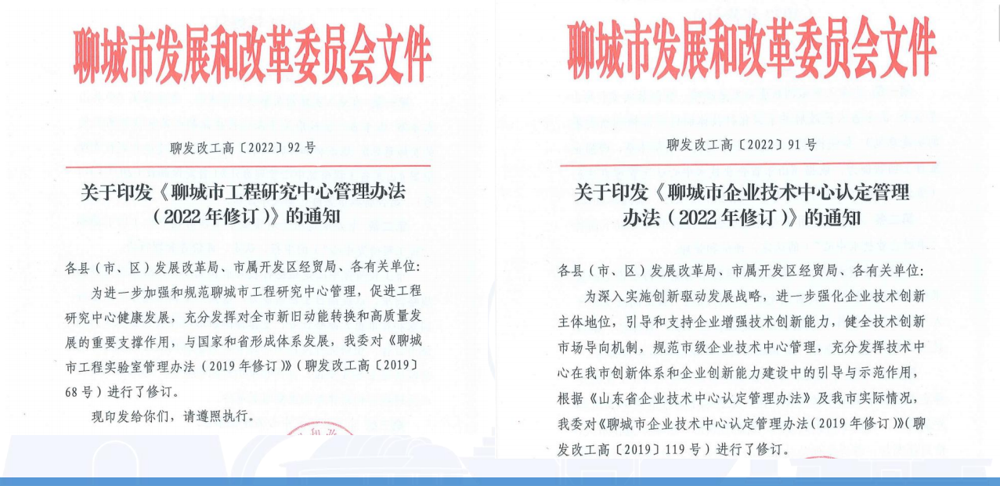 聊城市发展和改革委员会文件
聊发改工高〔2022〕92号
关于印发《聊城市工程研究中心管理办法
（2022年修订）》的通知
各县（市、区）发展改革局、市属开发区经贸局、各有关单位：
为进一步加强和规范聊城市工程研究中心管理，促进工程
研究中心健康发展，充分发挥对全市新旧动能转换和高质量发
展的重要支撑作用，与国家和省形成体系发展，我委对《聊城
市工程实验室管理办法（2019年修订）》（聊发改工高〔2019〕
68号）进行了修订。
现印发给你们，请遵照执行。
聊城市发展和改革委员会文件
聊发改工高〔2022〕91号
关于印发《聊城市企业技术中心认定管理
办法（2022年修订）》的通知
各县（市、区）发展改革局、市属开发区经贸局、各有关单位：
为深入实施创新驱动发展战略，进一步强化企业技术创新
主体地位，引导和支持企业增强技术创新能力，健全技术创新
市场导向机制，规范市级企业技术中心管理，充分发挥技术中
心在我市创新体系和企业创新能力建设中的引导与示范作用，
根据《山东省企业技术中心认定管理办法》及我市实际情况，
我委对《聊城市企业技术中心认定管理办法（2019年修订）》（聊
发改工高〔2019〕119号）进行了修订。